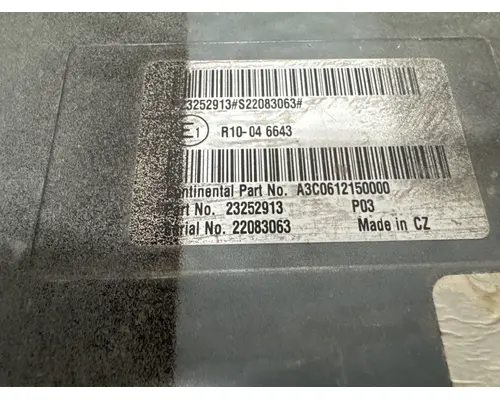 23252913#S22083063#
E1 R10-04 6643
Continental Part No. A3C0612150000
Part No. 23252913 P03
Serial No. 22083063 Made in CZ